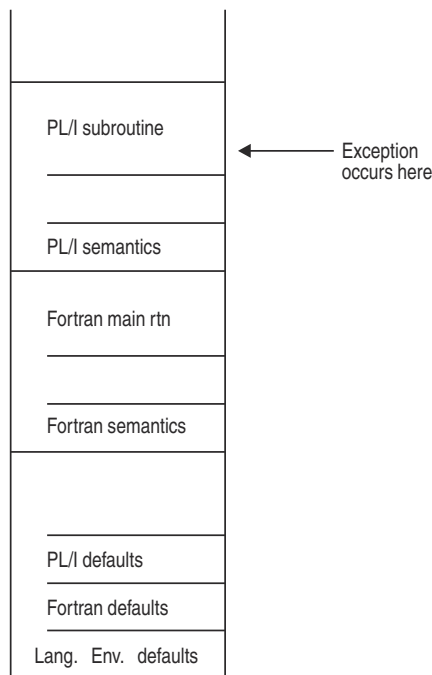 PL/I subroutine
Exception
occurs here
PL/I semantics
Fortran main rtn
Fortran semantics
PL/I defaults
Fortran defaults
Lang. Env. defaults